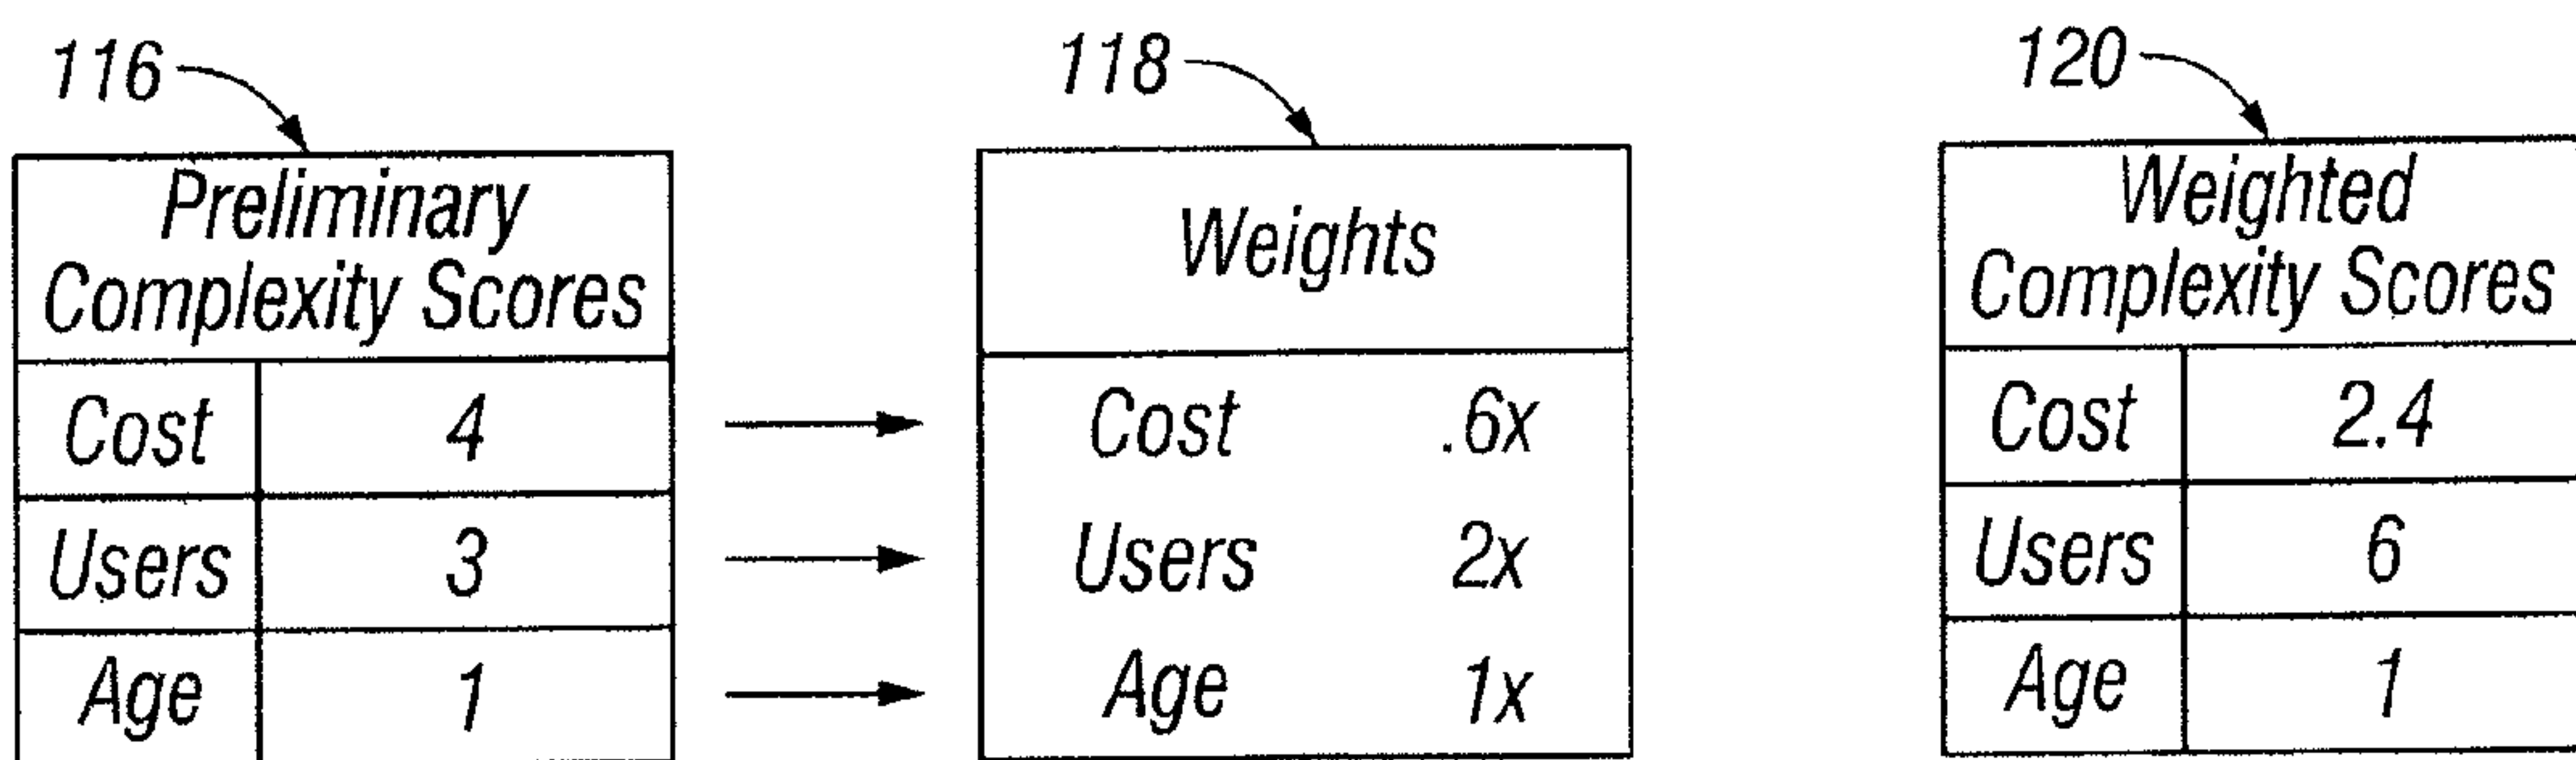 116
Preliminary
Complexity Scores
Cost 4
Users 3
Age 1
118
Weights
Cost .6x
Users 2x
Age 1x
120
Weighted
Complexity Scores
Cost 2.4
Users 6
Age 1